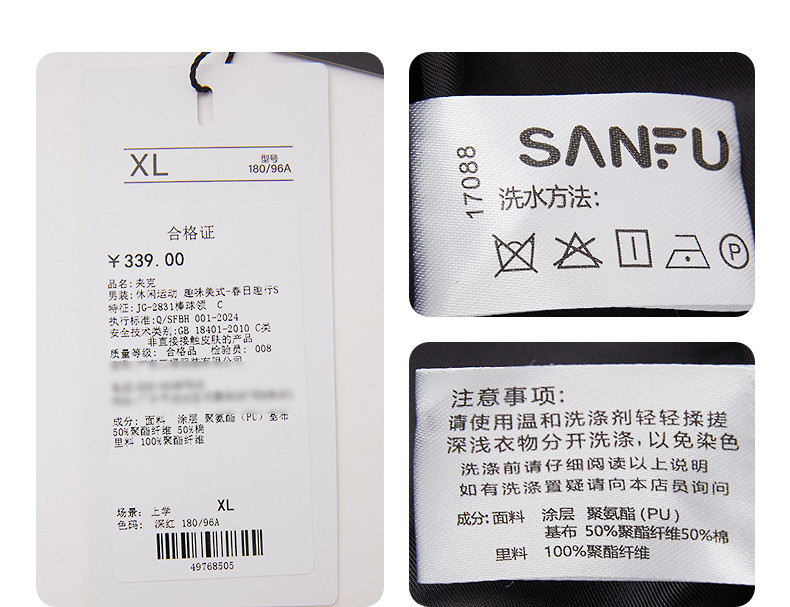 XL
型号
180/96A
合格证
￥339.00
品名:夹克
男装:休闲运动 趣味美式-春日趣行S
特征:JG-2831棒球领 C
执行标准:Q/SFBH 001-2024
安全技术类别:GB 18401-2010 C类
非直接接触皮肤的产品
质量等级: 合格品 检验员: 008
成分: 面料 涂层 聚氨酯(PU) 基布
50%聚酯纤维 50%棉
里料 100%聚酯纤维
XL
场景: 上学
色码: 深红 180/96A
49768505
SANFU
17088
洗水方法:
P
注意事项:
请使用温和洗涤剂轻轻揉搓
深浅衣物分开洗涤,以免染色
洗涤前请仔细阅读以上说明
如有洗涤置疑请向本店员询问
成分:面料 涂层 聚氨酯(PU)
基布 50%聚酯纤维50%棉
里料 100%聚酯纤维